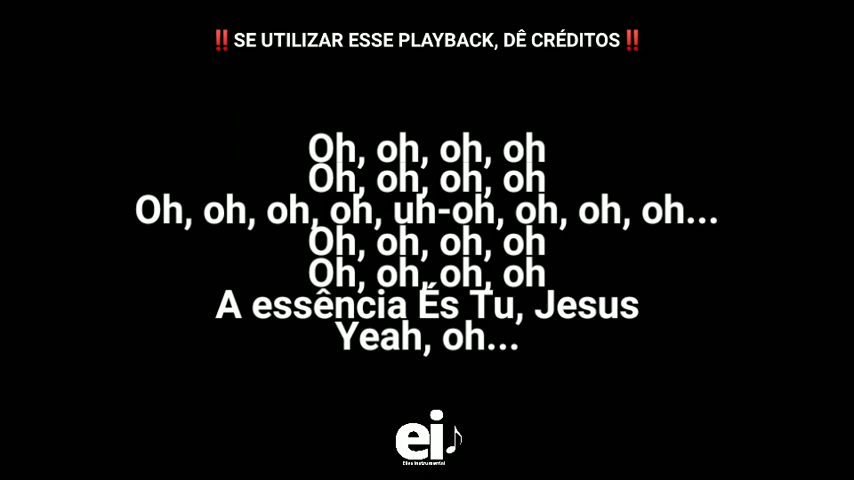 ‼️SE UTILIZAR ESSE PLAYBACK, DÊ CRÉDITOS‼️
Oh, oh, oh, oh
Oh, oh, oh, oh
Oh, oh, oh, oh, uh-oh, oh, oh, oh...
Oh, oh, oh, oh
Oh, oh, oh, oh
A essência És Tu, Jesus
Yeah, oh...
ei